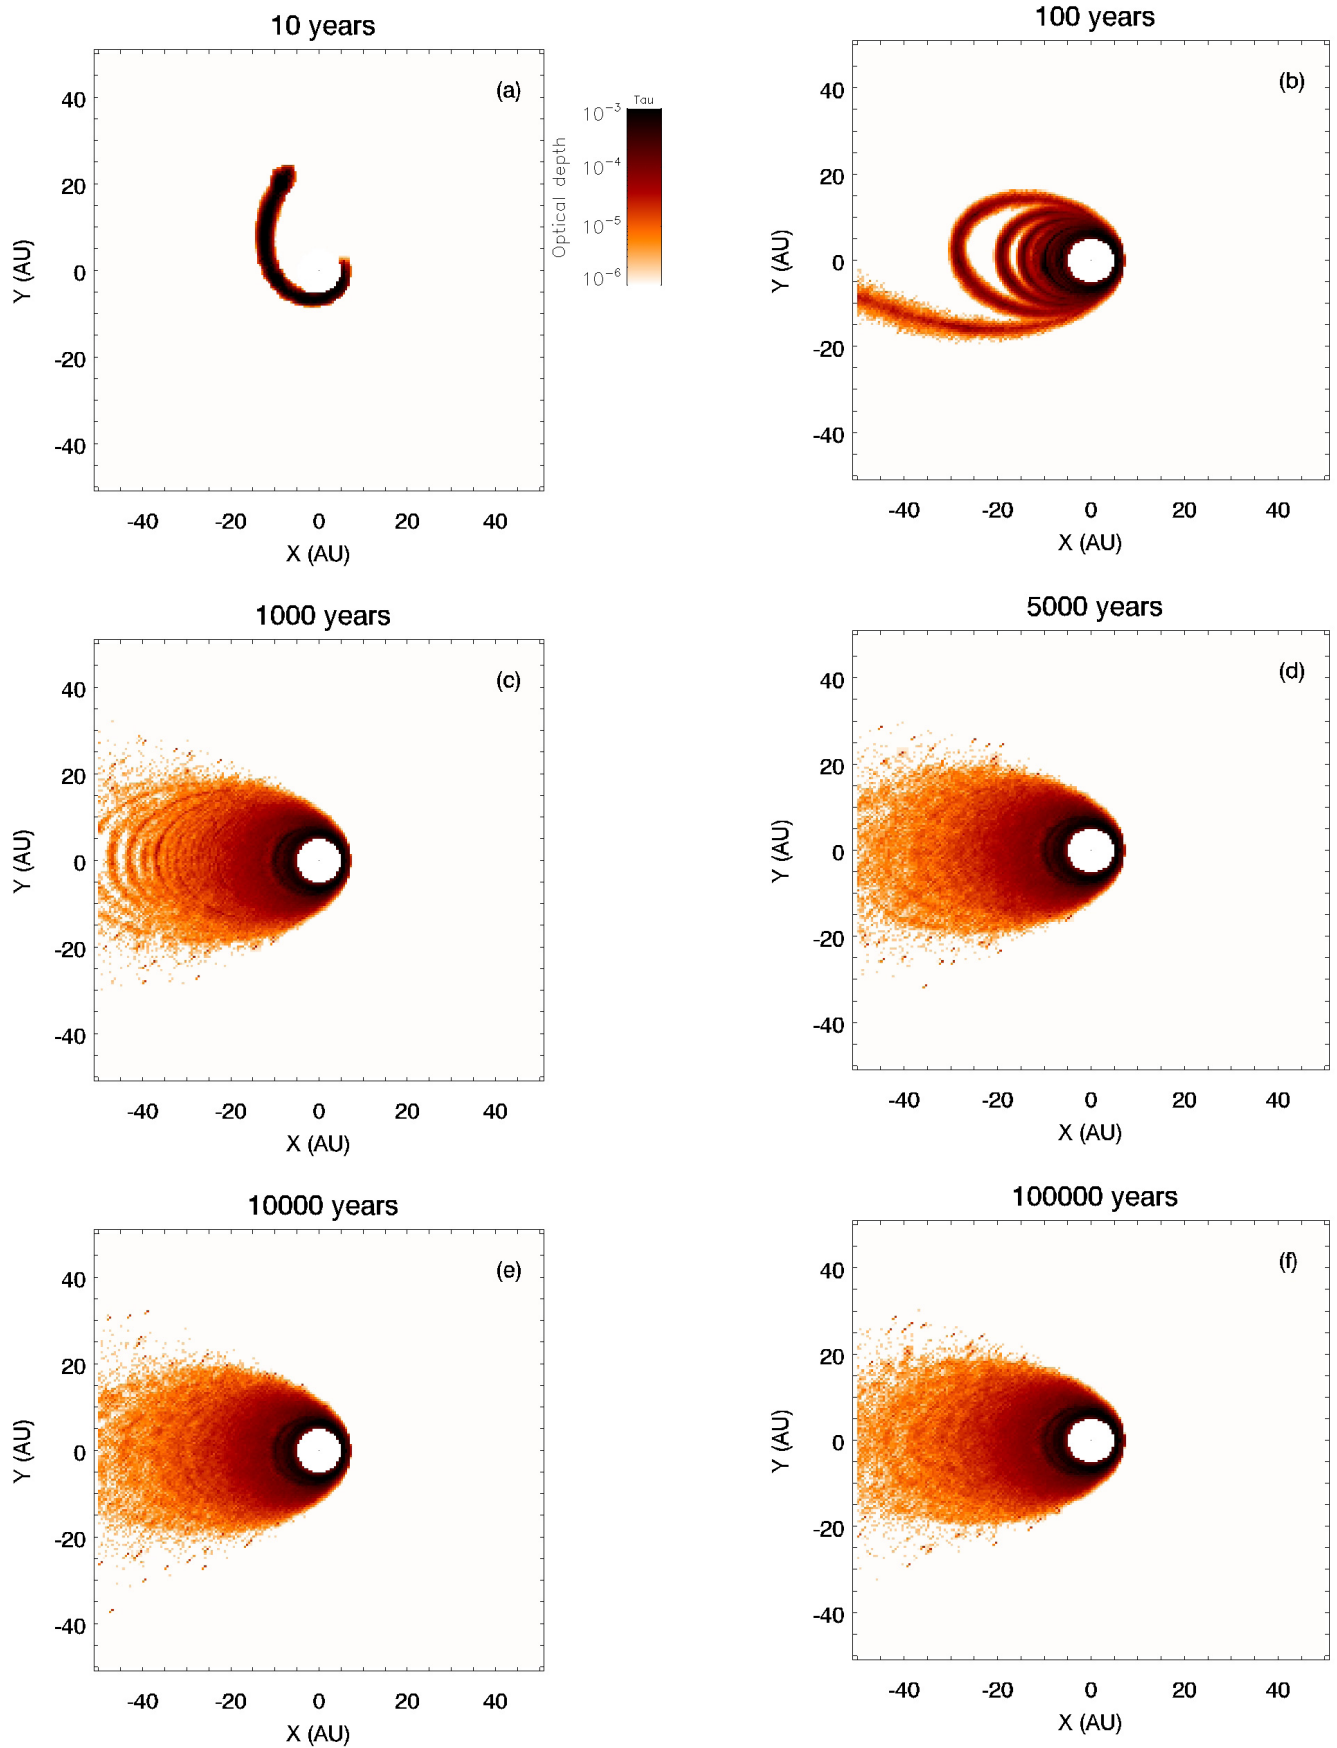 10 years
(a)
40
20
0
-20
-40
Y (AU)
-40 -20 0 20 40
X (AU)
Tau
10-3
10-4
10-5
10-6
Optical depth
100 years
(b)
40
20
0
-20
-40
Y (AU)
-40 -20 0 20 40
X (AU)
1000 years
(c)
40
20
0
-20
-40
Y (AU)
-40 -20 0 20 40
X (AU)
5000 years
(d)
40
20
0
-20
-40
Y (AU)
-40 -20 0 20 40
X (AU)
10000 years
(e)
40
20
0
-20
-40
Y (AU)
-40 -20 0 20 40
X (AU)
100000 years
(f)
40
20
0
-20
-40
Y (AU)
-40 -20 0 20 40
X (AU)